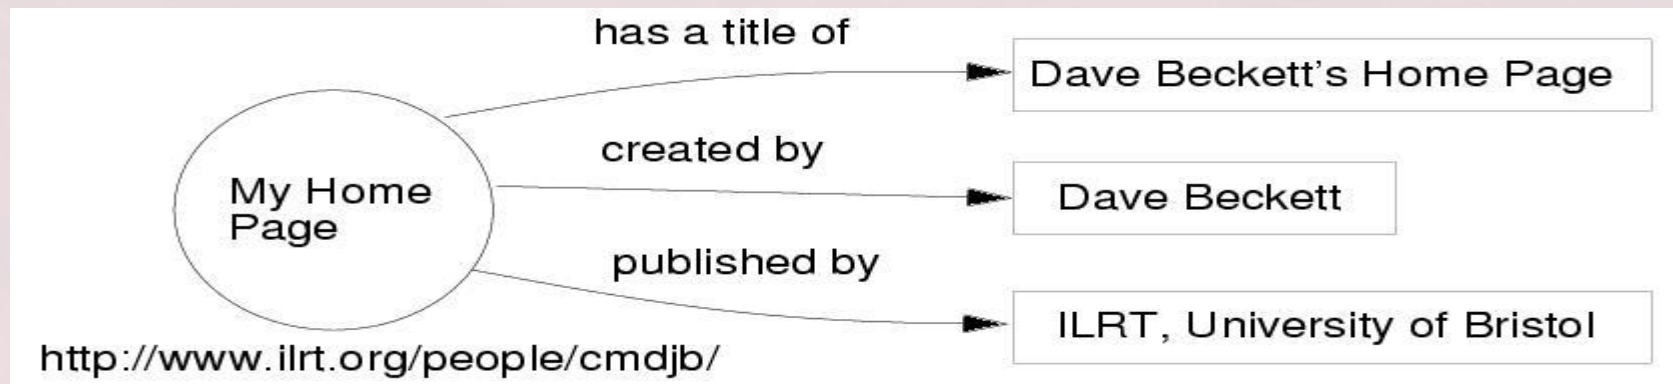 has a title of
Dave Beckett's Home Page
created by
Dave Beckett
My Home
Page
published by
ILRT, University of Bristol
http://www.ilrt.org/people/cmdjb/